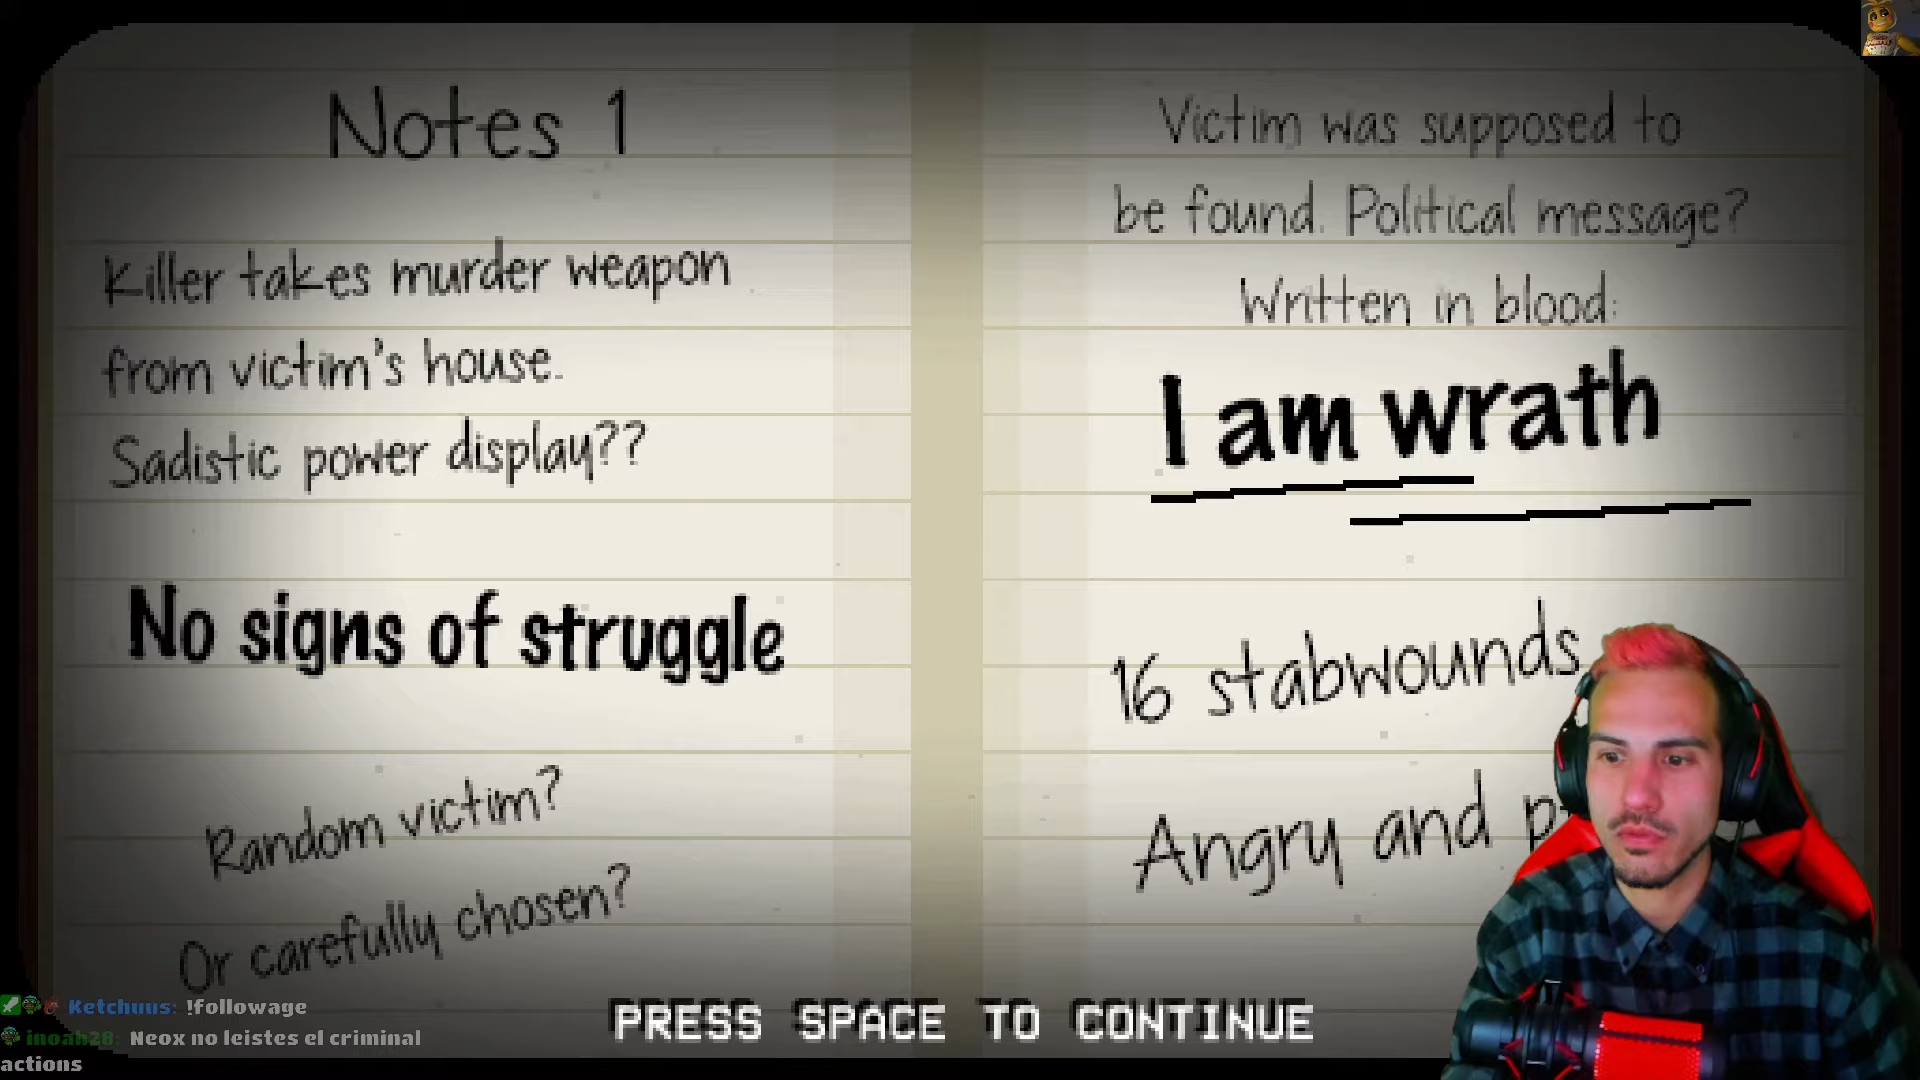 Notes 1
Killer takes murder weapon
from victim's house.
Sadistic power display??
No signs of struggle
Random victim?
Or carefully chosen?
Victim was supposed to
be found. Political message?
Written in blood:
I am wrath
16 stabwounds
Angry and
PRESS SPACE TO CONTINUE
Ketchuus: !followage
inoah28: Neox no leistes el criminal
actions